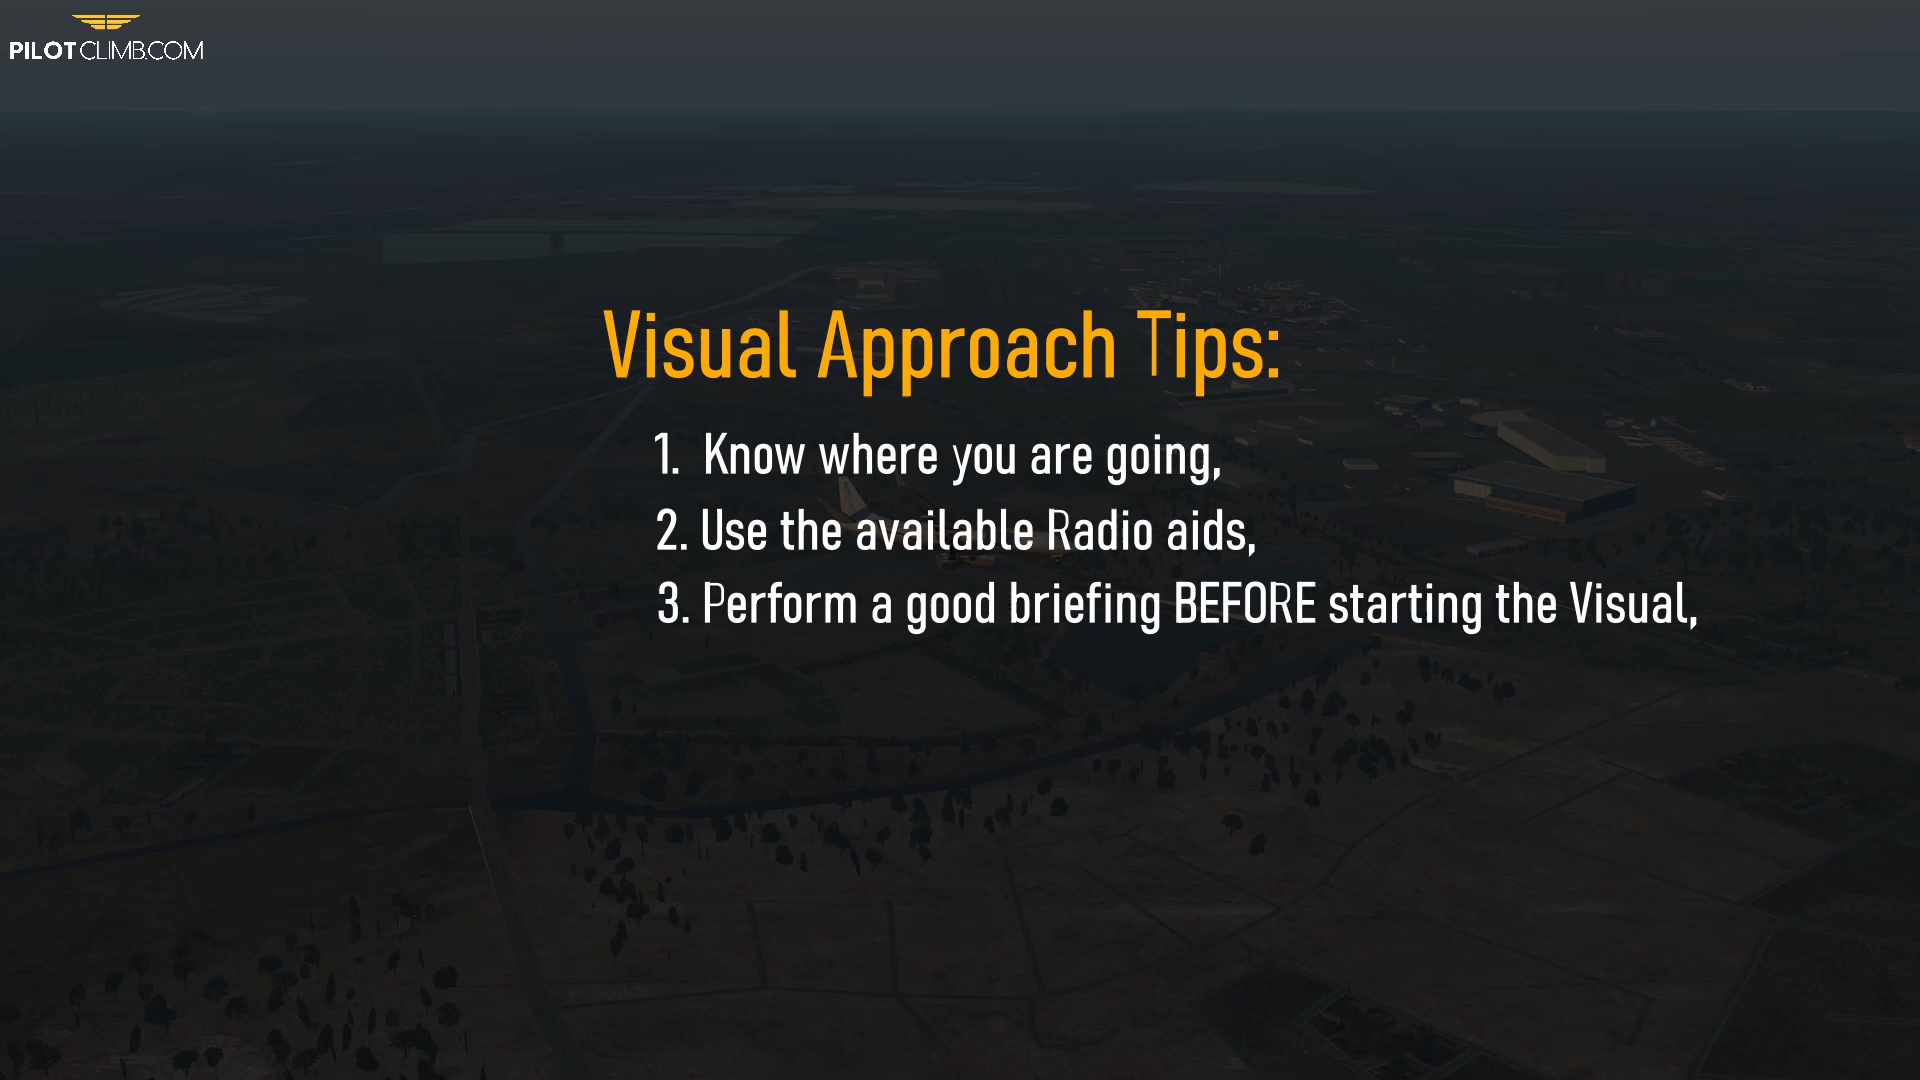 PILOTCLIMB.COM
Visual Approach Tips:
1. Know where you are going,
2. Use the available Radio aids,
3. Perform a good briefing BEFORE starting the Visual,